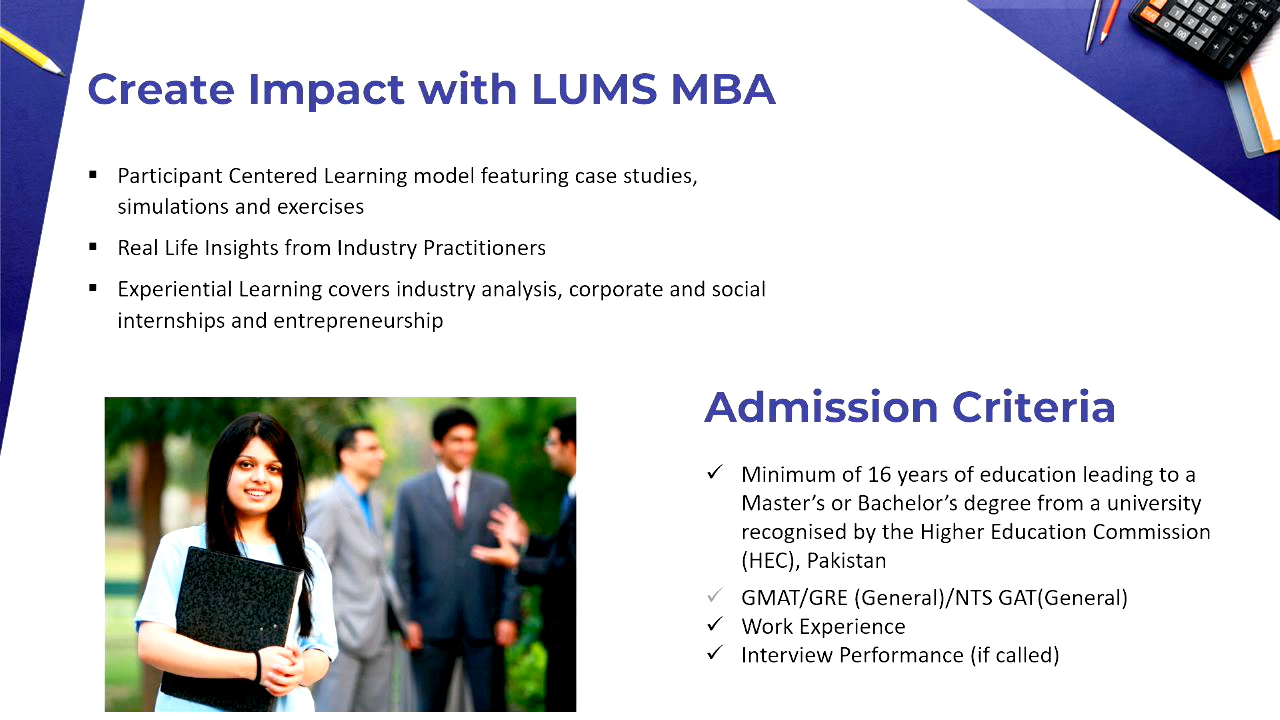 Create Impact with LUMS MBA
▪ Participant Centered Learning model featuring case studies,
simulations and exercises
▪ Real Life Insights from Industry Practitioners
▪ Experiential Learning covers industry analysis, corporate and social
internships and entrepreneurship
Admission Criteria
✓ Minimum of 16 years of education leading to a
Master’s or Bachelor’s degree from a university
recognised by the Higher Education Commission
(HEC), Pakistan
✓ GMAT/GRE (General)/NTS GAT(General)
✓ Work Experience
✓ Interview Performance (if called)